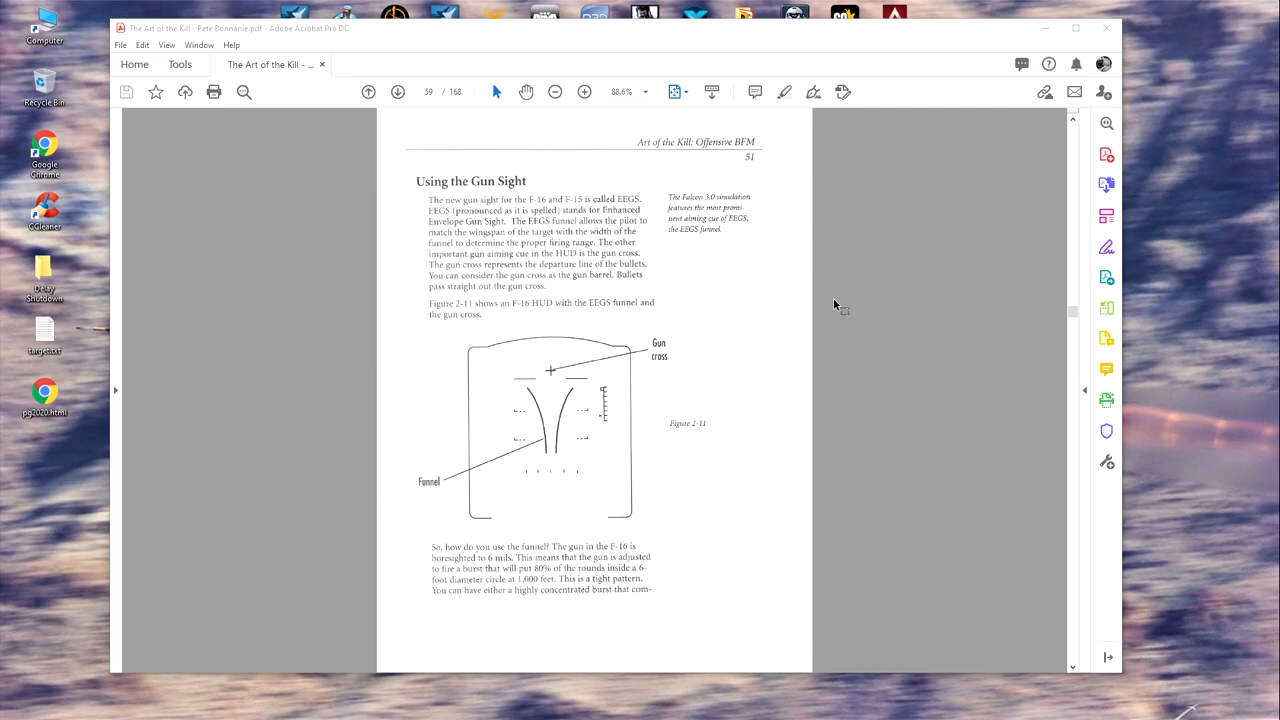 Computer
Recycle Bin
Google
Chrome
CCleaner
Delay
Shutdown
target.txt
pg2020.html
The Art of the Kill - Pete Bonnanie.pdf - Adobe Acrobat Pro DC
File Edit View Window Help
Home Tools The Art of the Kill - ... ×
59 / 168 88.6%
Art of the Kill: Offensive BFM
51
Using the Gun Sight
The new gun sight for the F-16 and F-15 is called EEGS.
EEGS (pronounced as it is spelled) stands for Enhanced
Envelope Gun Sight. The EEGS funnel allows the pilot to
match the wingspan of the target with the width of the
funnel to determine the proper firing range. The other
important gun aiming cue in the HUD is the gun cross.
The gun cross represents the departure line of the bullets.
You can consider the gun cross as the gun barrel. Bullets
pass straight out the gun cross.
The Falcon 3.0 simulation
features the most promi-
nent aiming cue of EEGS,
the EEGS funnel.
Figure 2-11 shows an F-16 HUD with the EEGS funnel and
the gun cross.
Gun
cross
Figure 2-11
Funnel
So, how do you use the funnel? The gun in the F-16 is
boresighted to 6 mils. This means that the gun is adjusted
to fire a burst that will put 80% of the rounds inside a 6-
foot diameter circle at 1,000 feet. This is a tight pattern.
You can have either a highly concentrated burst that com-